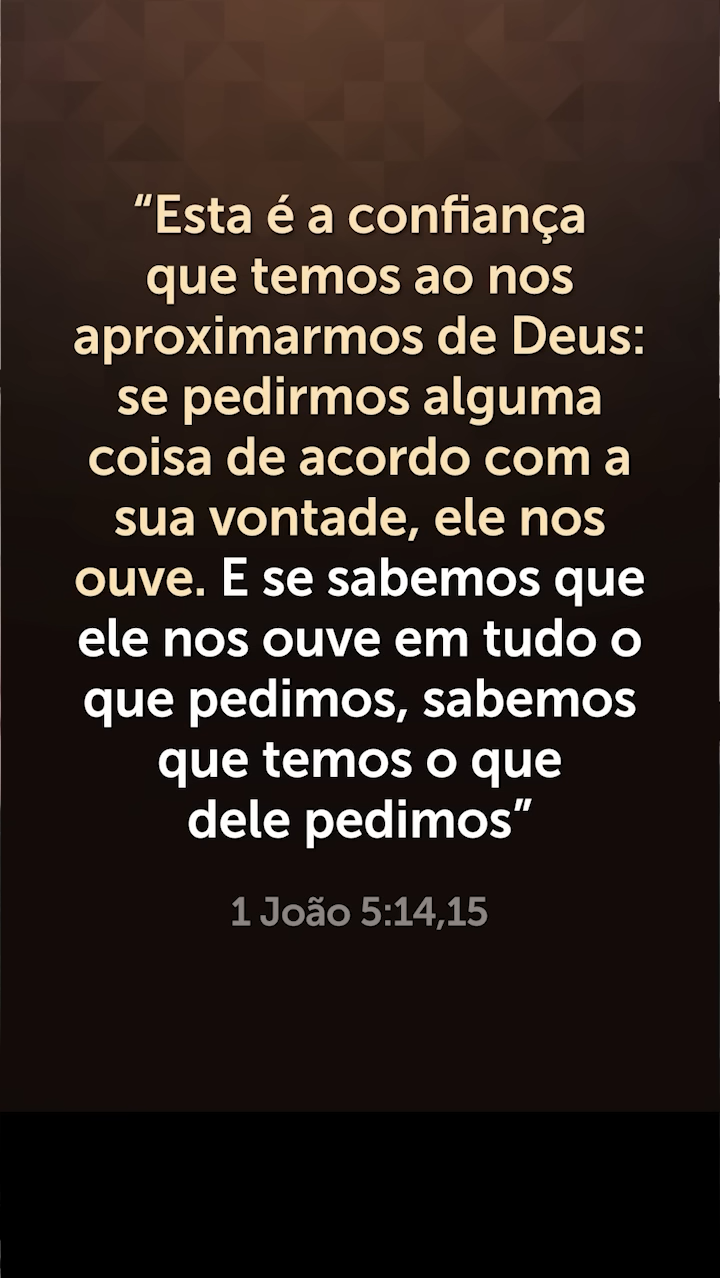 “Esta é a confiança
que temos ao nos
aproximarmos de Deus:
se pedirmos alguma
coisa de acordo com a
sua vontade, ele nos
ouve. E se sabemos que
ele nos ouve em tudo o
que pedimos, sabemos
que temos o que
dele pedimos”
1 João 5:14,15